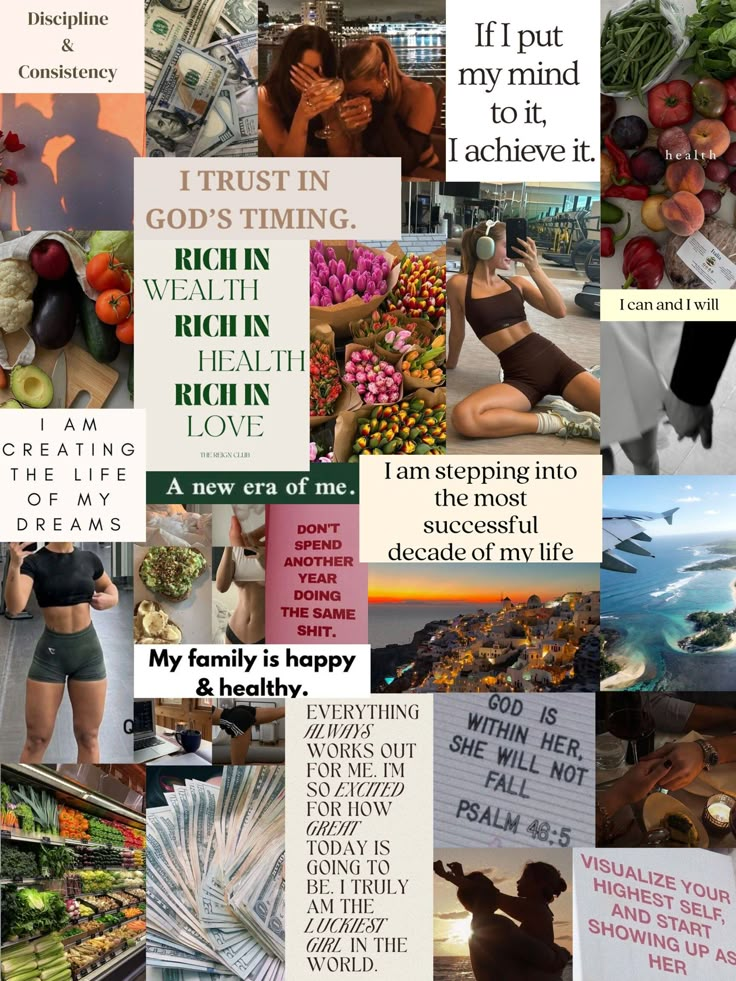 Discipline
&
Consistency
If I put
my mind
to it,
I achieve it.
health
I TRUST IN
GOD'S TIMING.
RICH IN
WEALTH
RICH IN
HEALTH
RICH IN
LOVE
THE REIGN CLUB
I can and I will
I AM
CREATING
THE LIFE
OF MY
DREAMS
A new era of me.
I am stepping into
the most
successful
decade of my life
DON'T
SPEND
ANOTHER
YEAR
DOING
THE SAME
SHIT.
My family is happy
& healthy.
EVERYTHING
ALWAYS
WORKS OUT
FOR ME. I'M
SO EXCITED
FOR HOW
GREAT
TODAY IS
GOING TO
BE. I TRULY
AM THE
LUCKIEST
GIRL IN THE
WORLD.
GOD IS
WITHIN HER,
SHE WILL NOT
FALL
PSALM 46:5
VISUALIZE YOUR
HIGHEST SELF,
AND START
SHOWING UP AS
HER